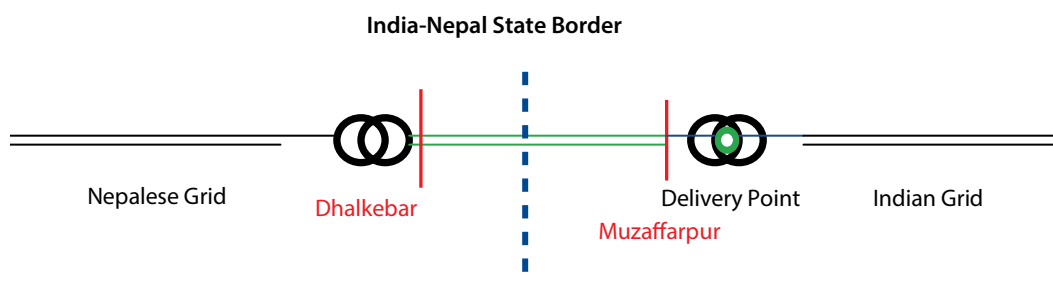 India-Nepal State Border
Nepalese Grid
Dhalkebar
Delivery Point
Indian Grid
Muzaffarpur